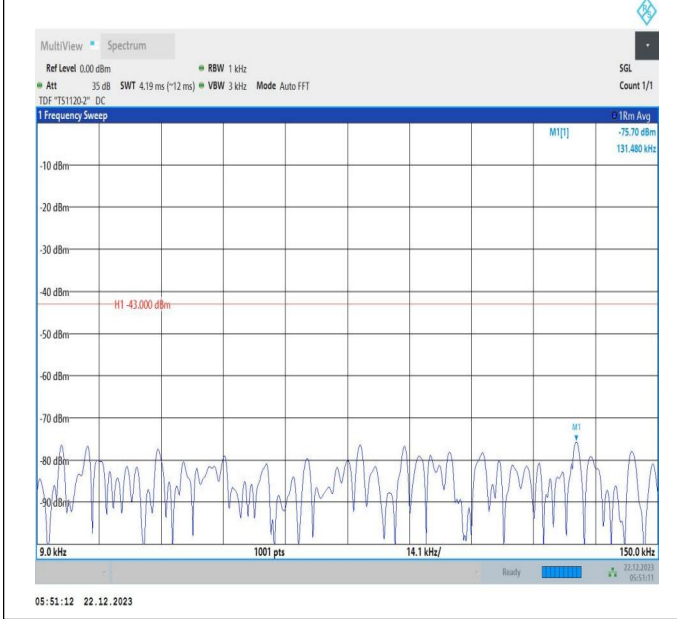 MultiView Spectrum
Ref Level 0.00 dBm RBW 1 kHz SGL
Att 35 dB SWT 4.19 ms (~12 ms) VBW 3 kHz Mode Auto FFT Count 1/1
TDF "TS1120-2" DC
1 Frequency Sweep 1Rm Avg
M1[1] -75.70 dBm
131.480 kHz
-10 dBm
-20 dBm
-30 dBm
-40 dBm
H1 -43.000 dBm
-50 dBm
-60 dBm
-70 dBm
M1
-80 dBm
-90 dBm
9.0 kHz 1001 pts 14.1 kHz/ 150.0 kHz
Ready 22.12.2023
05:51:11
05:51:12 22.12.2023